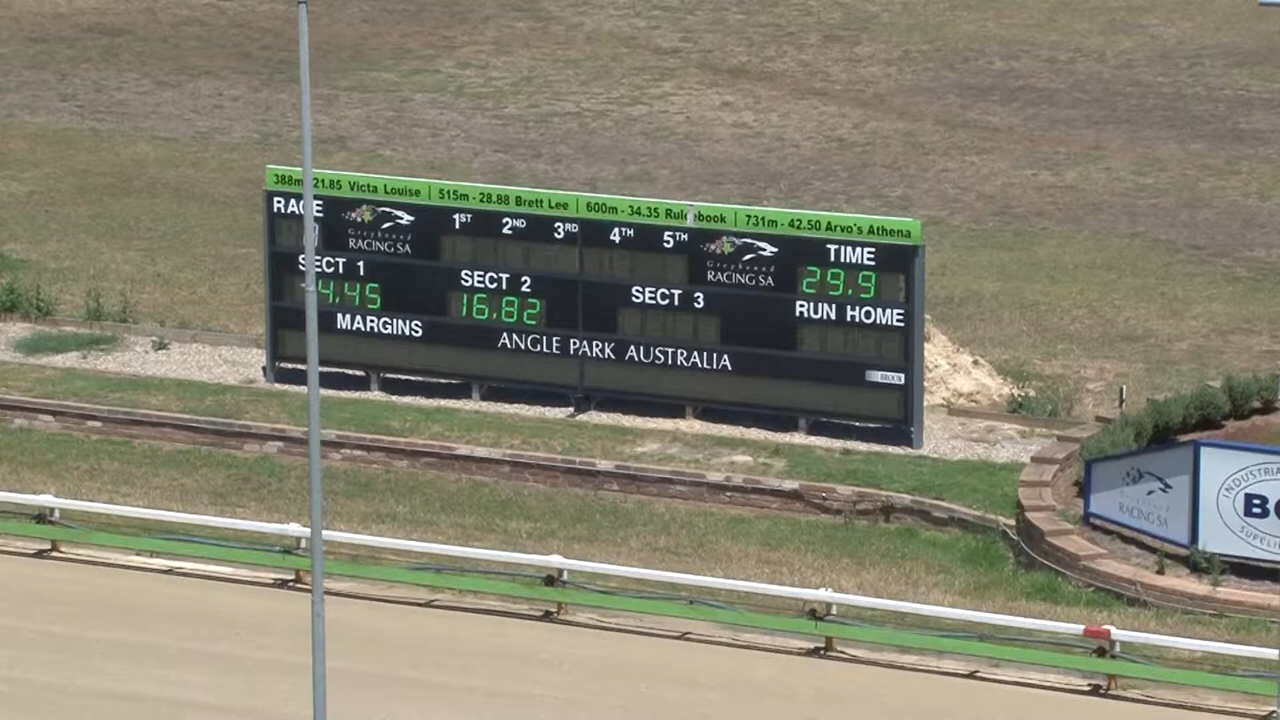 388m 21.85 Victa Louise | 515m - 28.88 Brett Lee | 600m - 34.35 Rulebook | 731m - 42.50 Arvo's Athena
RACE
Greyhound
RACING SA
1ST 2ND 3RD 4TH 5TH
Greyhound
RACING SA
TIME
29.9
SECT 1
4.45
SECT 2
16.82
SECT 3
RUN HOME
MARGINS
ANGLE PARK AUSTRALIA
RACING SA